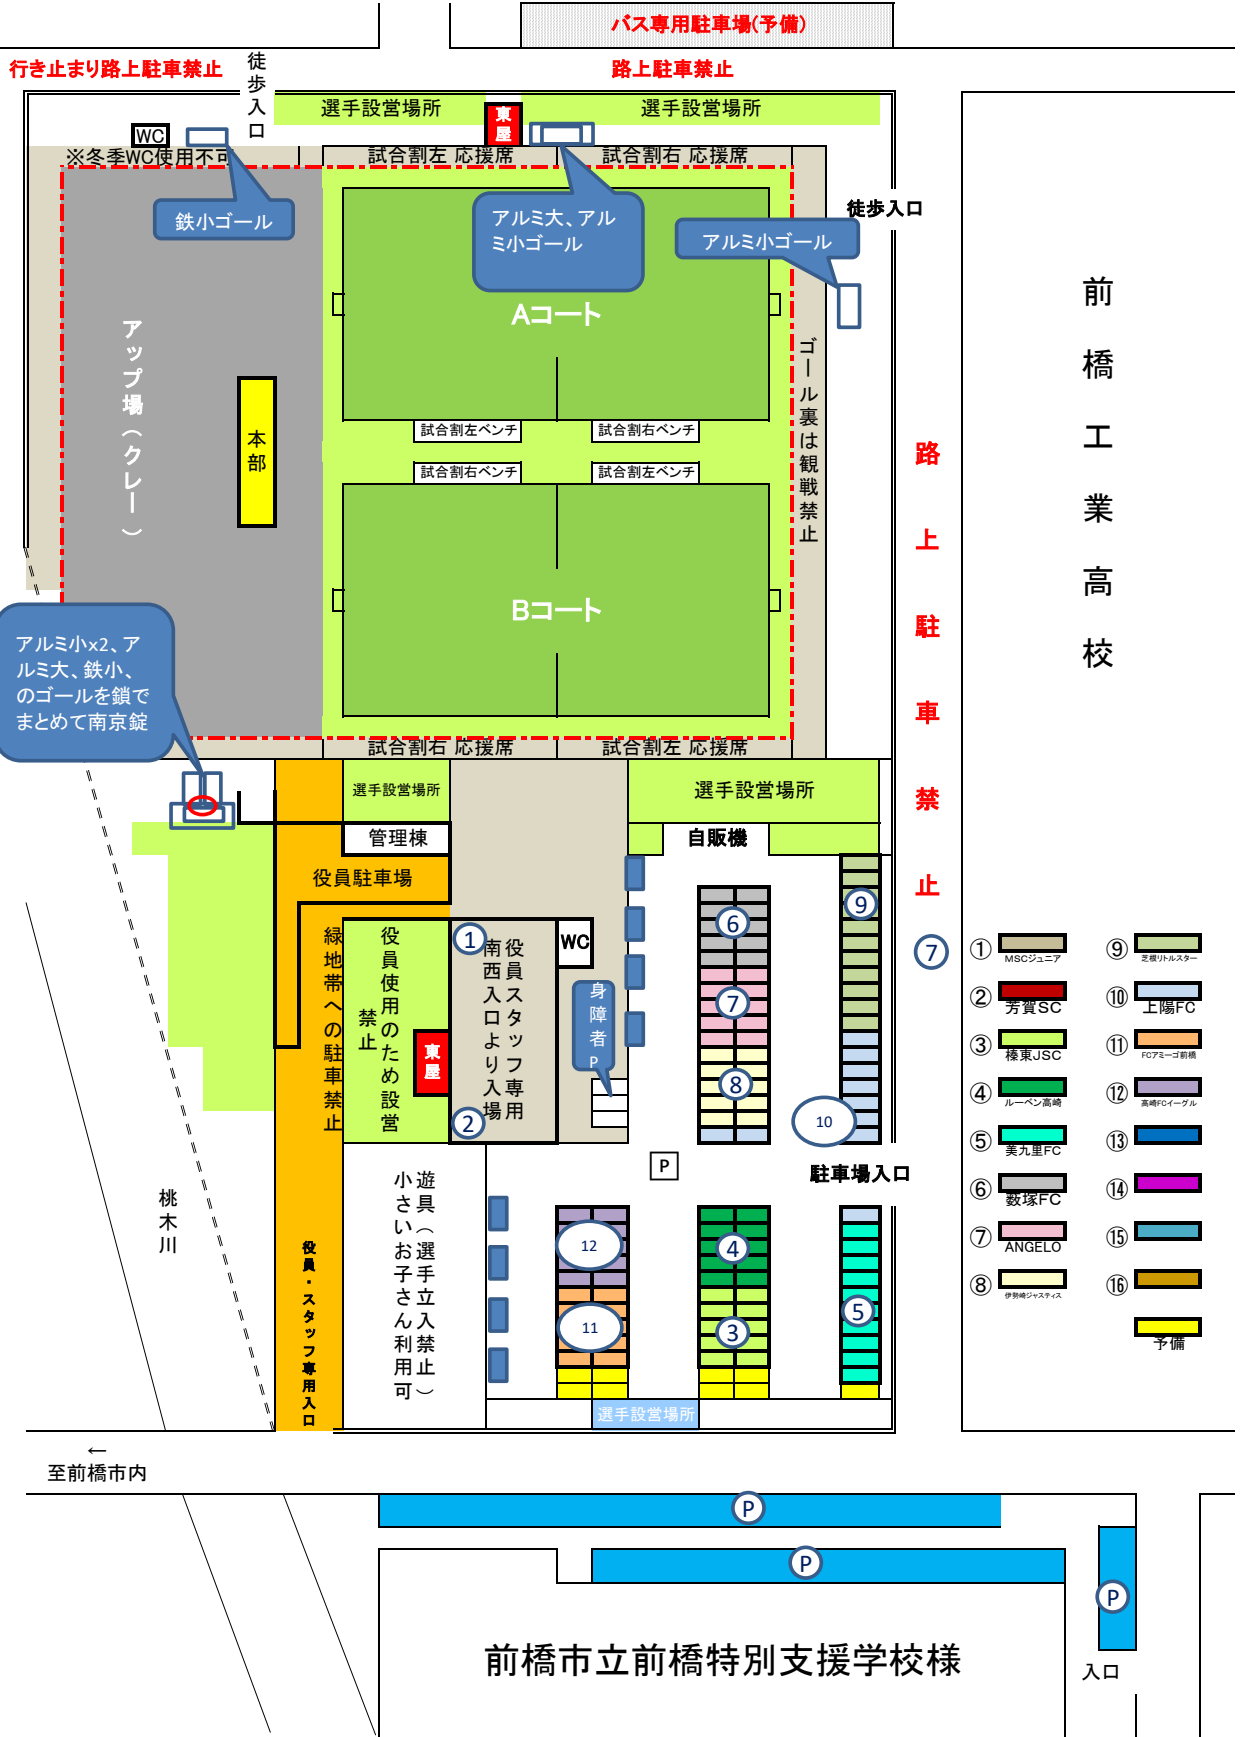 バス専用駐車場(予備)
行き止まり路上駐車禁止
徒歩入口
路上駐車禁止
選手設営場所
東屋
選手設営場所
WC
※冬季WC使用不可
試合割左 応援席
試合割右 応援席
鉄小ゴール
アルミ大、アル
ミ小ゴール
アルミ小ゴール
徒歩入口
Aコート
アップ場（クレー）
本部
ゴール裏は観戦禁止
試合割左ベンチ
試合割右ベンチ
試合割右ベンチ
試合割左ベンチ
Bコート
路上駐車禁止
前橋工業高校
アルミ小x2、ア
ルミ大、鉄小、
のゴールを鎖で
まとめて南京錠
試合割右 応援席
試合割左 応援席
選手設営場所
選手設営場所
管理棟
自販機
役員駐車場
緑地帯への駐車禁止
役員使用のため設営
禁止
東屋
①
役員スタッフ専用
南西入口より入場
②
WC
身障者P
⑥
⑦
⑧
⑨
10
⑦
P
駐車場入口
桃木川
役員・スタッフ専用入口
遊具（選手立入禁止）
小さいお子さん利用可
12
11
④
③
⑤
選手設営場所
① MSCジュニア
② 芳賀SC
③ 榛東JSC
④ ルーペン高崎
⑤ 美九里FC
⑥ 薮塚FC
⑦ ANGELO
⑧ 伊勢崎ジャスティス
⑨ 芝根リトルスター
⑩ 上陽FC
⑪ FCアミーゴ前橋
⑫ 高崎FCイーグル
⑬
⑭
⑮
⑯
予備
←
至前橋市内
P
P
P
前橋市立前橋特別支援学校様
入口